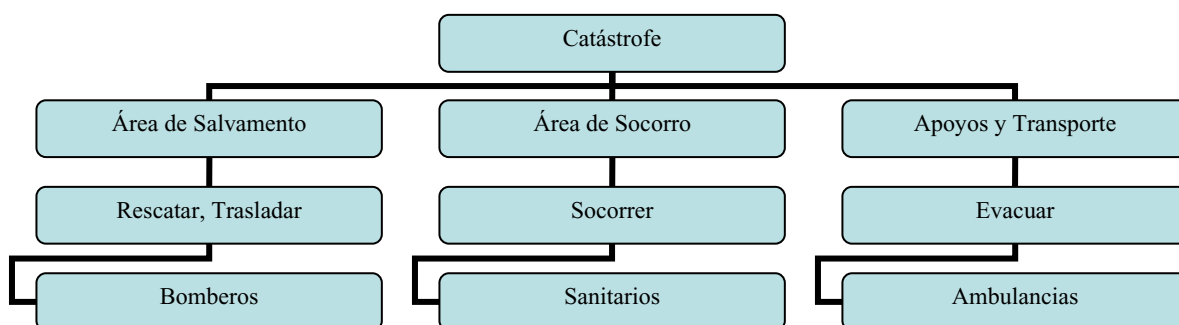 Catástrofe
Área de Salvamento
Área de Socorro
Apoyos y Transporte
Rescatar, Trasladar
Socorrer
Evacuar
Bomberos
Sanitarios
Ambulancias